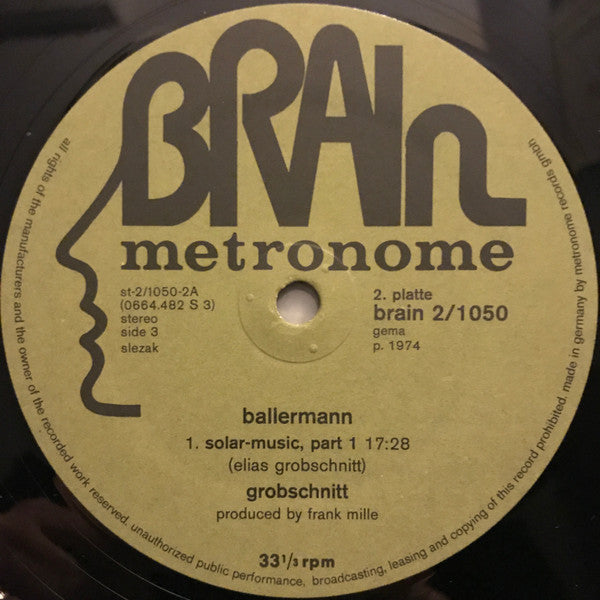 BRAIn
metronome
st-2/1050-2A
(0664.482 S 3)
stereo
side 3
slezak
2. platte
brain 2/1050
gema
p. 1974
ballermann
1. solar-music, part 1 17:28
(elias grobschnitt)
grobschnitt
produced by frank mille
33 1/3 rpm
all rights of the manufacturers and the owner of the recorded work reserved, unauthorized public performance, broadcasting, leasing and copying of this record prohibited. made in germany by metronome records gmbh